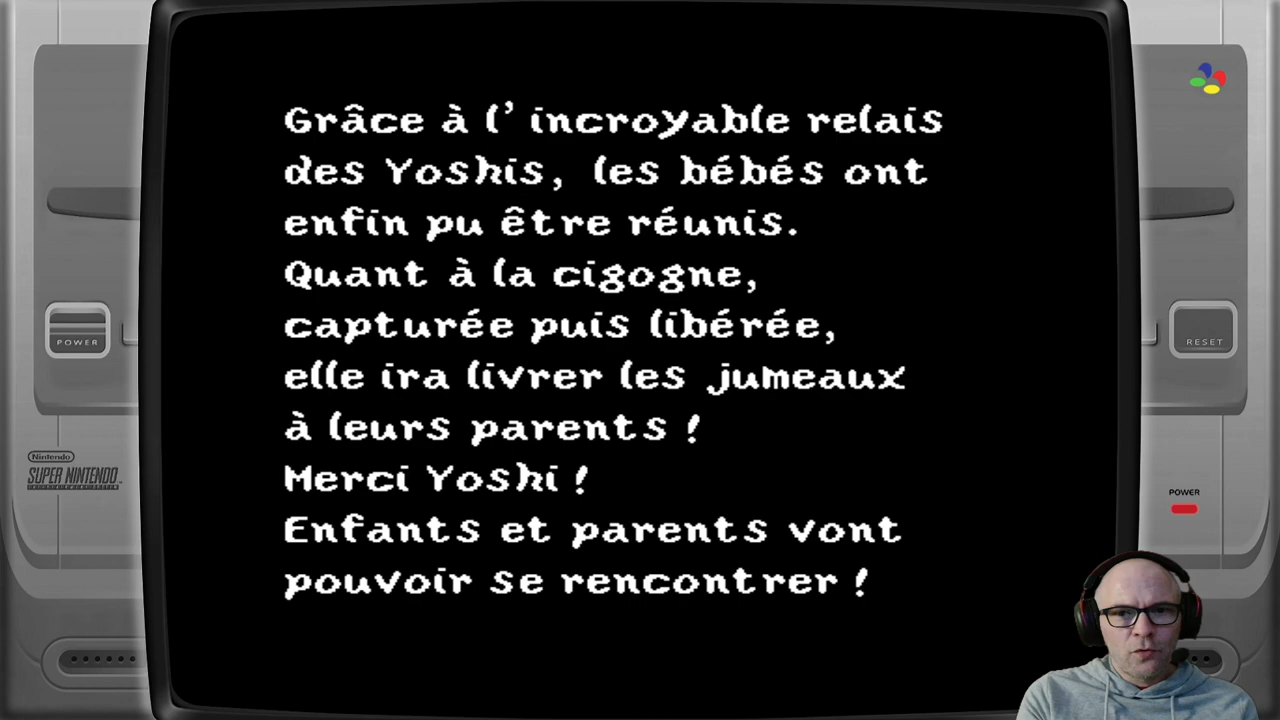 Grâce à l'incroyable relais
des Yoshis, les bébés ont
enfin pu être réunis.
Quant à la cigogne,
capturée puis libérée,
elle ira livrer les jumeaux
à leurs parents !
Merci Yoshi !
Enfants et parents vont
pouvoir se rencontrer !
POWER
RESET
Nintendo
SUPER NINTENDO
POWER